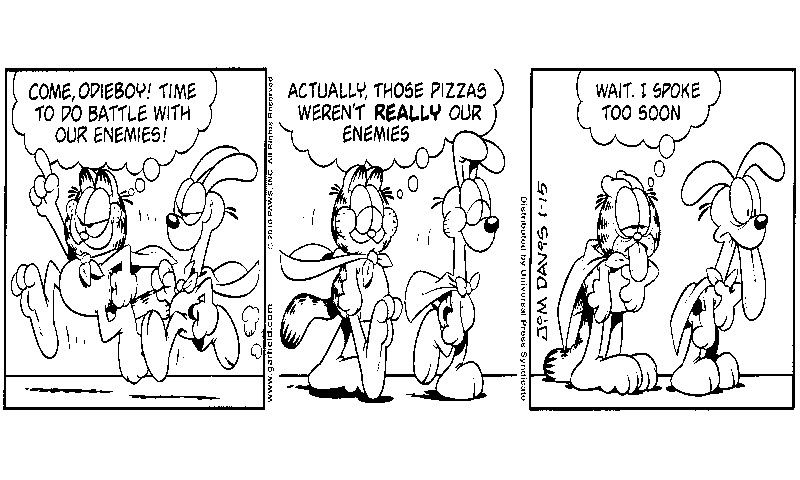 COME, ODIEBOY! TIME
TO DO BATTLE WITH
OUR ENEMIES!
© 2010 PAWS, INC. All Rights Reserved
www.garfield.com
ACTUALLY, THOSE PIZZAS
WEREN'T REALLY OUR
ENEMIES
WAIT. I SPOKE
TOO SOON
JIM DAVIS 1-15
Distributed by Universal Press Syndicate